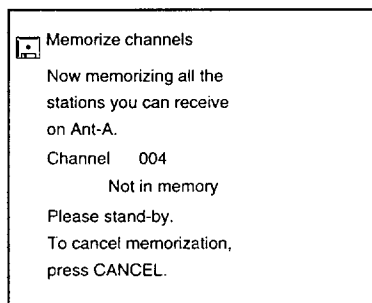 Memorize channels
Now memorizing all the
stations you can receive
on Ant-A.
Channel 004
Not in memory
Please stand-by.
To cancel memorization,
press CANCEL.